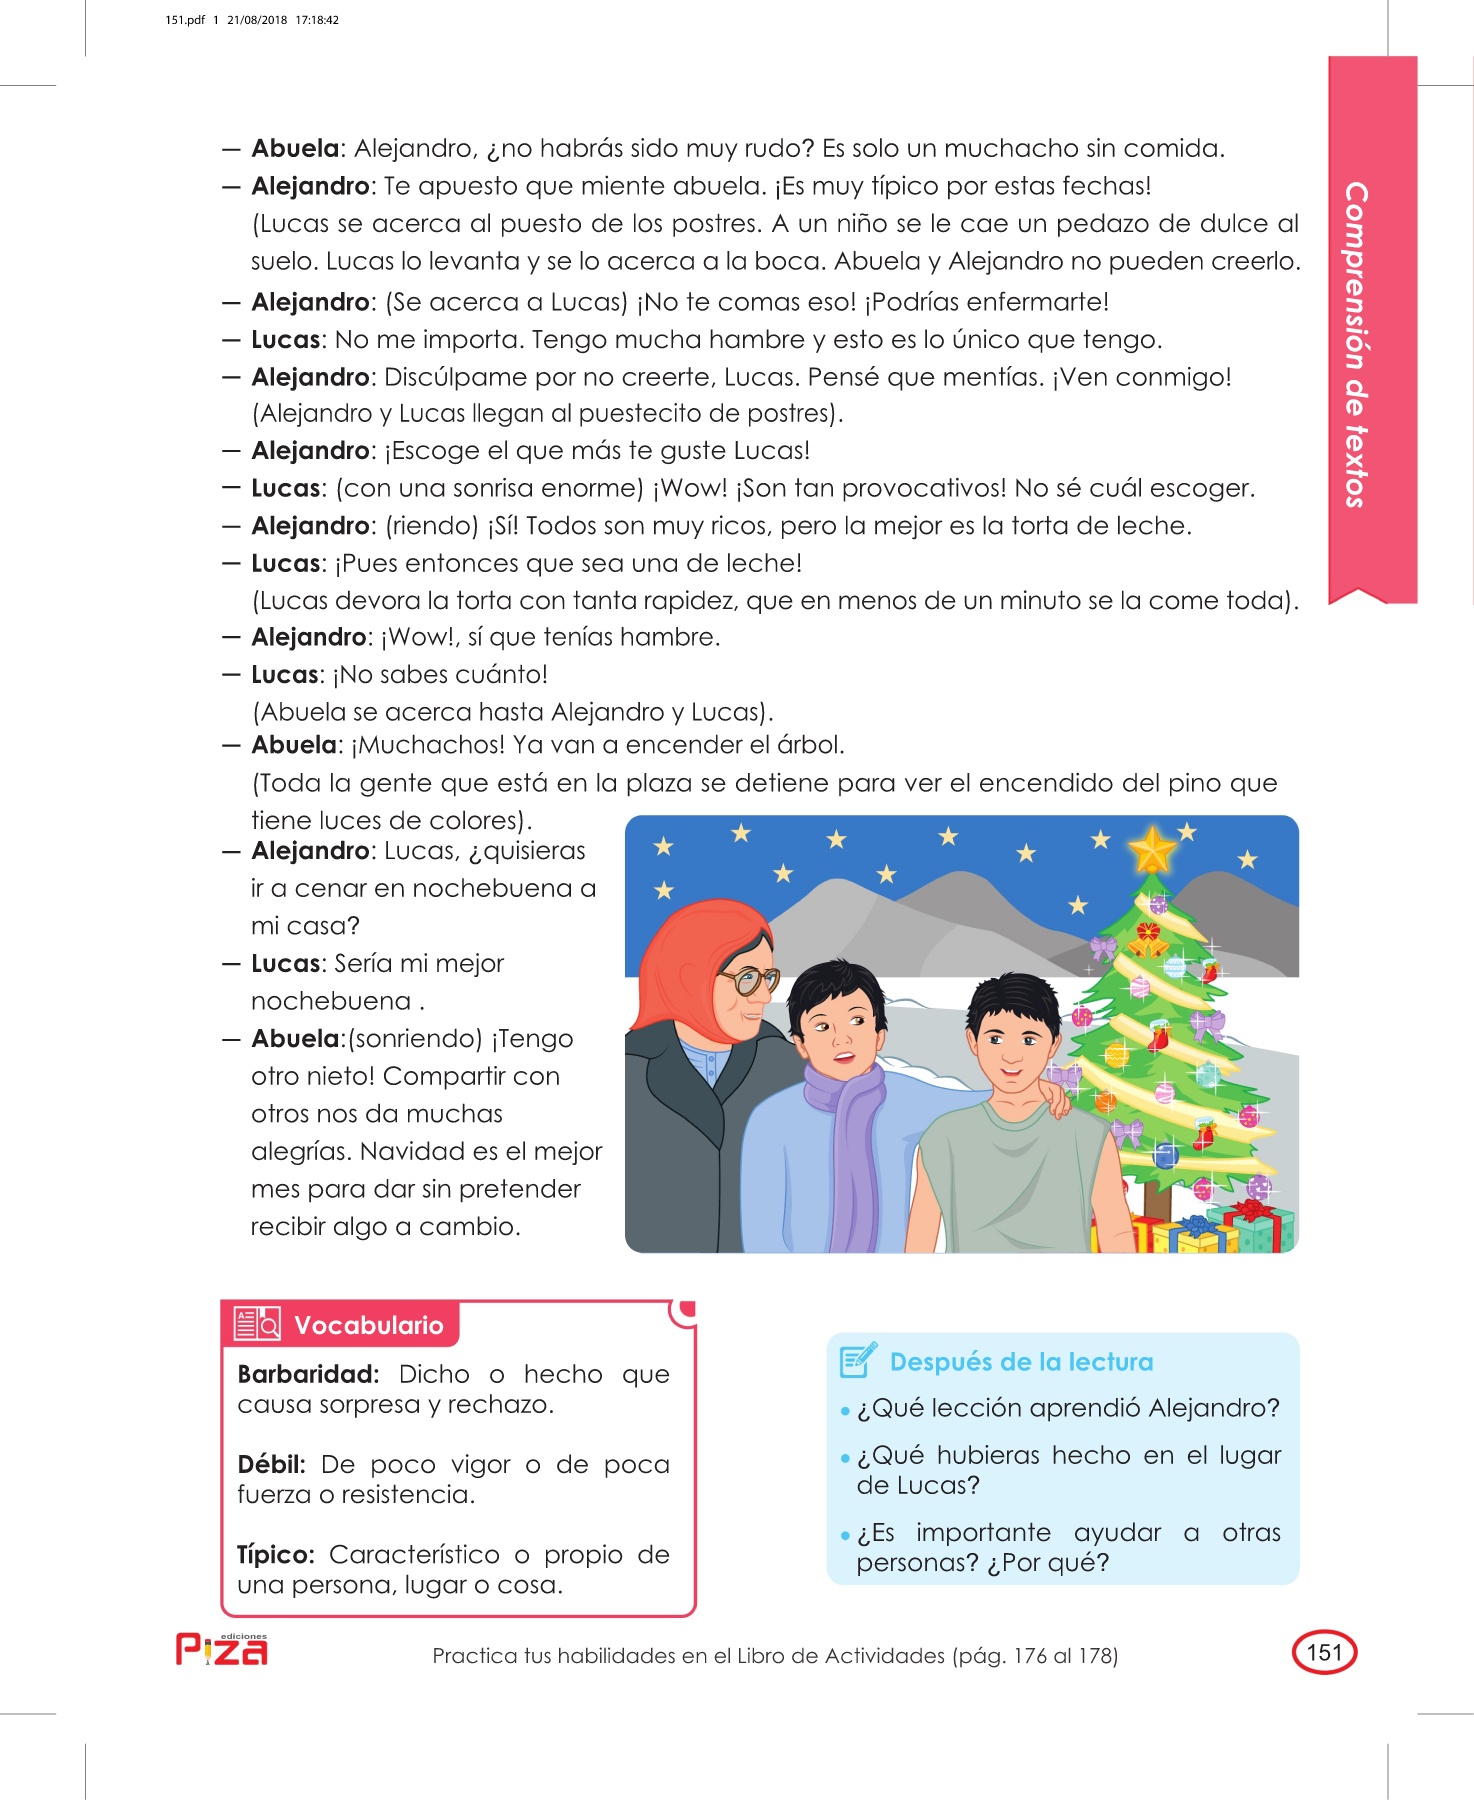 151.pdf 1 21/08/2018 17:18:42
— Abuela: Alejandro, ¿no habrás sido muy rudo? Es solo un muchacho sin comida.
— Alejandro: Te apuesto que miente abuela. ¡Es muy típico por estas fechas!
(Lucas se acerca al puesto de los postres. A un niño se le cae un pedazo de dulce al
suelo. Lucas lo levanta y se lo acerca a la boca. Abuela y Alejandro no pueden creerlo.
— Alejandro: (Se acerca a Lucas) ¡No te comas eso! ¡Podrías enfermarte!
— Lucas: No me importa. Tengo mucha hambre y esto es lo único que tengo.
— Alejandro: Discúlpame por no creerte, Lucas. Pensé que mentías. ¡Ven conmigo!
(Alejandro y Lucas llegan al puestecito de postres).
— Alejandro: ¡Escoge el que más te guste Lucas!
— Lucas: (con una sonrisa enorme) ¡Wow! ¡Son tan provocativos! No sé cuál escoger.
— Alejandro: (riendo) ¡Sí! Todos son muy ricos, pero la mejor es la torta de leche.
— Lucas: ¡Pues entonces que sea una de leche!
(Lucas devora la torta con tanta rapidez, que en menos de un minuto se la come toda).
— Alejandro: ¡Wow!, sí que tenías hambre.
— Lucas: ¡No sabes cuánto!
(Abuela se acerca hasta Alejandro y Lucas).
— Abuela: ¡Muchachos! Ya van a encender el árbol.
(Toda la gente que está en la plaza se detiene para ver el encendido del pino que
tiene luces de colores).
— Alejandro: Lucas, ¿quisieras
ir a cenar en nochebuena a
mi casa?
— Lucas: Sería mi mejor
nochebuena .
— Abuela:(sonriendo) ¡Tengo
otro nieto! Compartir con
otros nos da muchas
alegrías. Navidad es el mejor
mes para dar sin pretender
recibir algo a cambio.
Comprensión de textos
Vocabulario
Barbaridad: Dicho o hecho que
causa sorpresa y rechazo.
Débil: De poco vigor o de poca
fuerza o resistencia.
Típico: Característico o propio de
una persona, lugar o cosa.
Después de la lectura
• ¿Qué lección aprendió Alejandro?
• ¿Qué hubieras hecho en el lugar
de Lucas?
• ¿Es importante ayudar a otras
personas? ¿Por qué?
ediciones
PIZA
Practica tus habilidades en el Libro de Actividades (pág. 176 al 178)
151